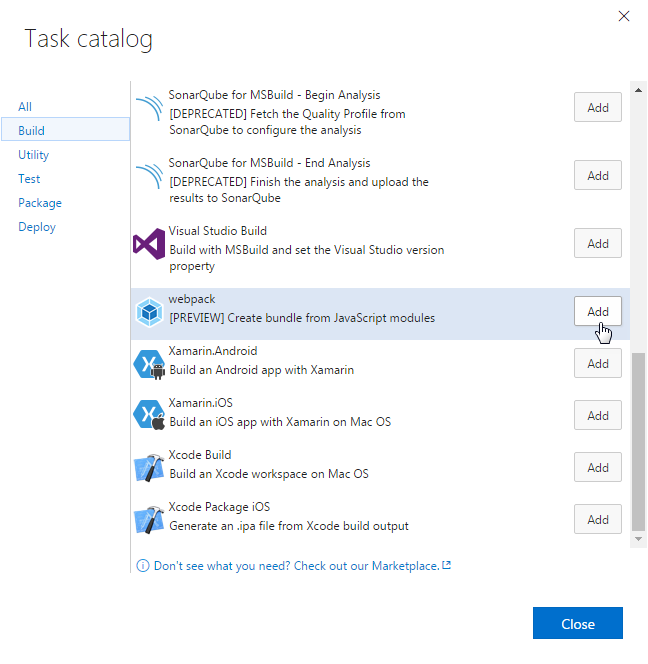 Task catalog
All
Build
Utility
Test
Package
Deploy
SonarQube for MSBuild - Begin Analysis
[DEPRECATED] Fetch the Quality Profile from
SonarQube to configure the analysis
Add
SonarQube for MSBuild - End Analysis
[DEPRECATED] Finish the analysis and upload the
results to SonarQube
Add
Visual Studio Build
Build with MSBuild and set the Visual Studio version
property
Add
webpack
[PREVIEW] Create bundle from JavaScript modules
Add
Xamarin.Android
Build an Android app with Xamarin
Add
Xamarin.iOS
Build an iOS app with Xamarin on Mac OS
Add
Xcode Build
Build an Xcode workspace on Mac OS
Add
Xcode Package iOS
Generate an .ipa file from Xcode build output
Add
Don't see what you need? Check out our Marketplace.
Close